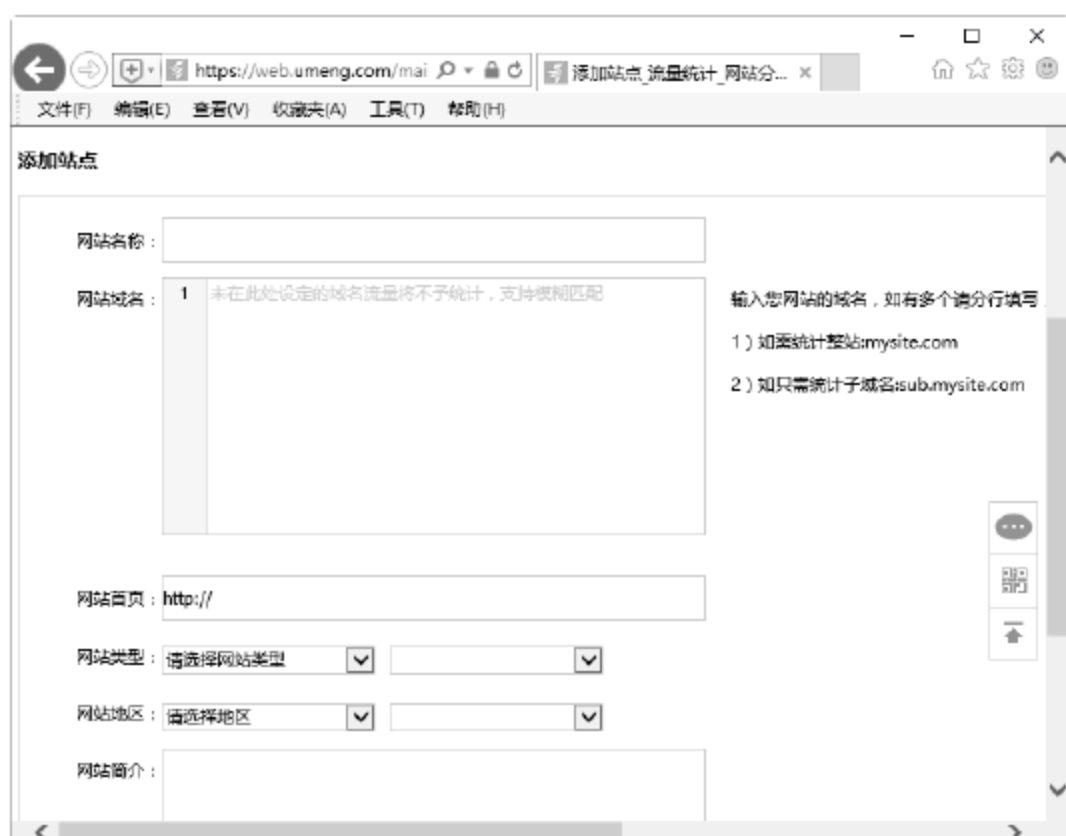 https://web.umeng.com/mai
添加站点_流量统计_网站分... ×
文件(F) 编辑(E) 查看(V) 收藏夹(A) 工具(T) 帮助(H)
添加站点
网站名称：
网站域名：
1 未在此处设定的域名流量将不予统计，支持模糊匹配
输入您网站的域名，如有多个请分行填写
1）如需统计整站:mysite.com
2）如只需统计子域名:sub.mysite.com
网站首页：http://
网站类型：请选择网站类型
网站地区：请选择地区
网站简介：